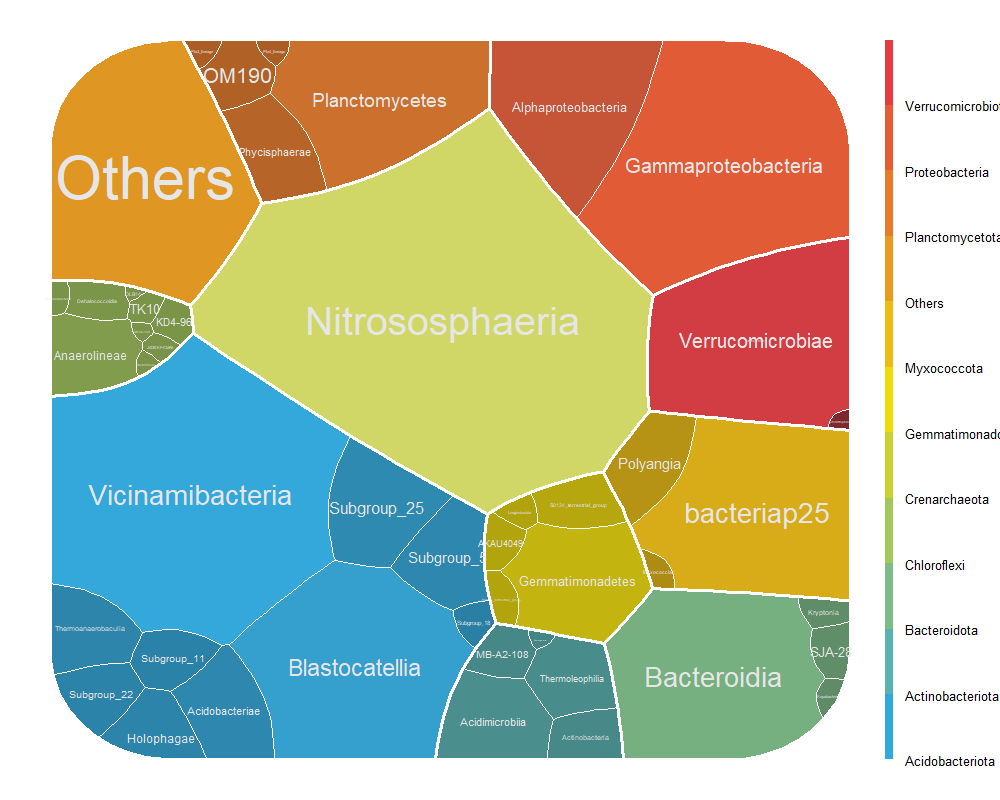 OM190
Planctomycetes
Alphaproteobacteria
Phycisphaerae
Gammaproteobacteria
Others
Nitrososphaeria
Verrucomicrobiae
TK10
KD4-96
Anaerolineae
Polyangia
Vicinamibacteria
Subgroup_25
bacteriap25
AKAU4049
Subgroup_5
Gemmatimonadetes
Subgroup_18
Thermoanaerobaculia
Subgroup_11
MB-A2-108
Kryptonia
SJA-28
Blastocatellia
Bacteroidia
Thermoleophilia
Subgroup_22
Acidobacteriae
Acidimicrobiia
Holophagae
Actinobacteria
Verrucomicrobiot
Proteobacteria
Planctomycetota
Others
Myxococcota
Gemmatimonado
Crenarchaeota
Chloroflexi
Bacteroidota
Actinobacteriota
Acidobacteriota